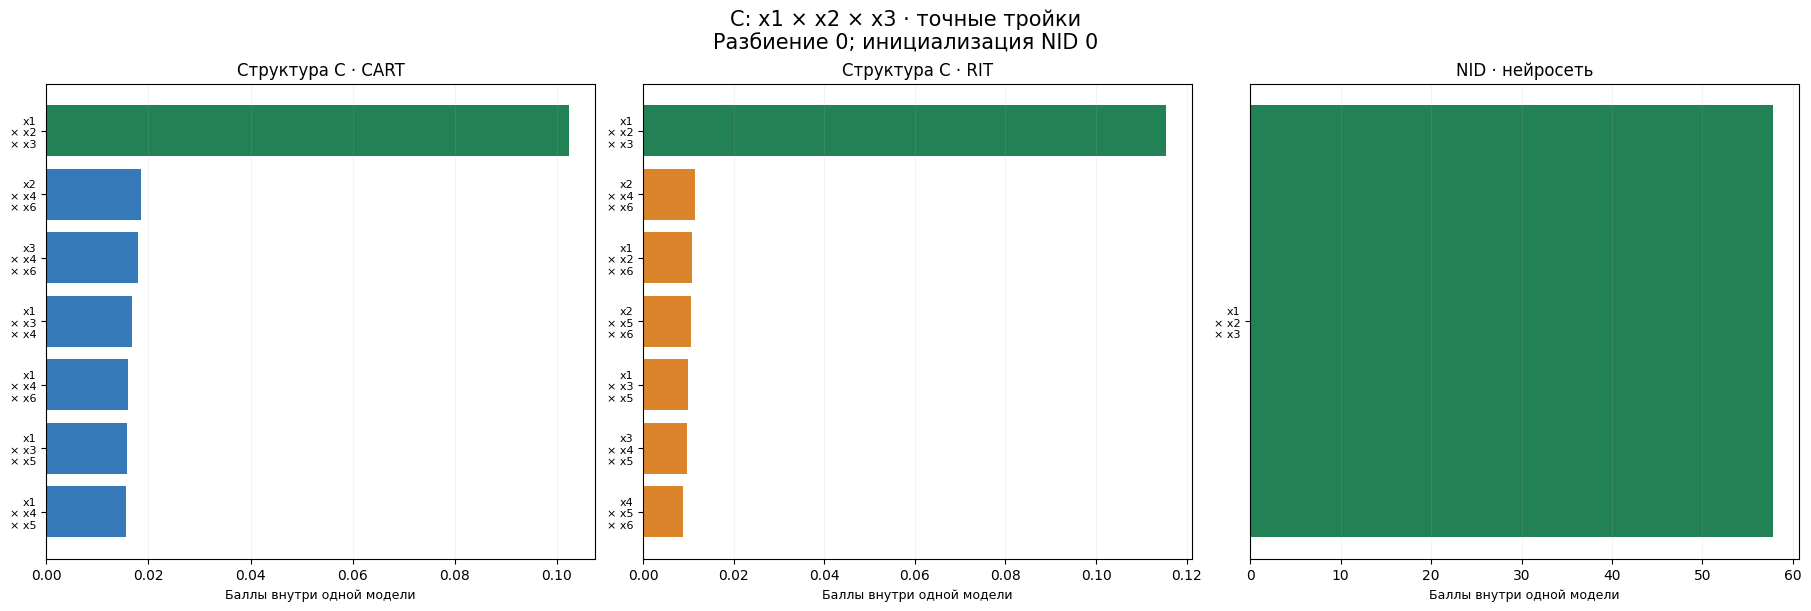 C: x1 × x2 × x3 · точные тройки
Разбиение 0; инициализация NID 0
Структура C · CART
x1
× x2
× x3
x2
× x4
× x6
x3
× x4
× x6
x1
× x3
× x4
x1
× x4
× x6
x1
× x3
× x5
x1
× x4
× x5
0.00 0.02 0.04 0.06 0.08 0.10
Баллы внутри одной модели
Структура C · RIT
x1
× x2
× x3
x2
× x4
× x6
x1
× x2
× x6
x2
× x5
× x6
x1
× x3
× x5
x3
× x4
× x5
x4
× x5
× x6
0.00 0.02 0.04 0.06 0.08 0.10 0.12
Баллы внутри одной модели
NID · нейросеть
x1
× x2
× x3
0 10 20 30 40 50 60
Баллы внутри одной модели